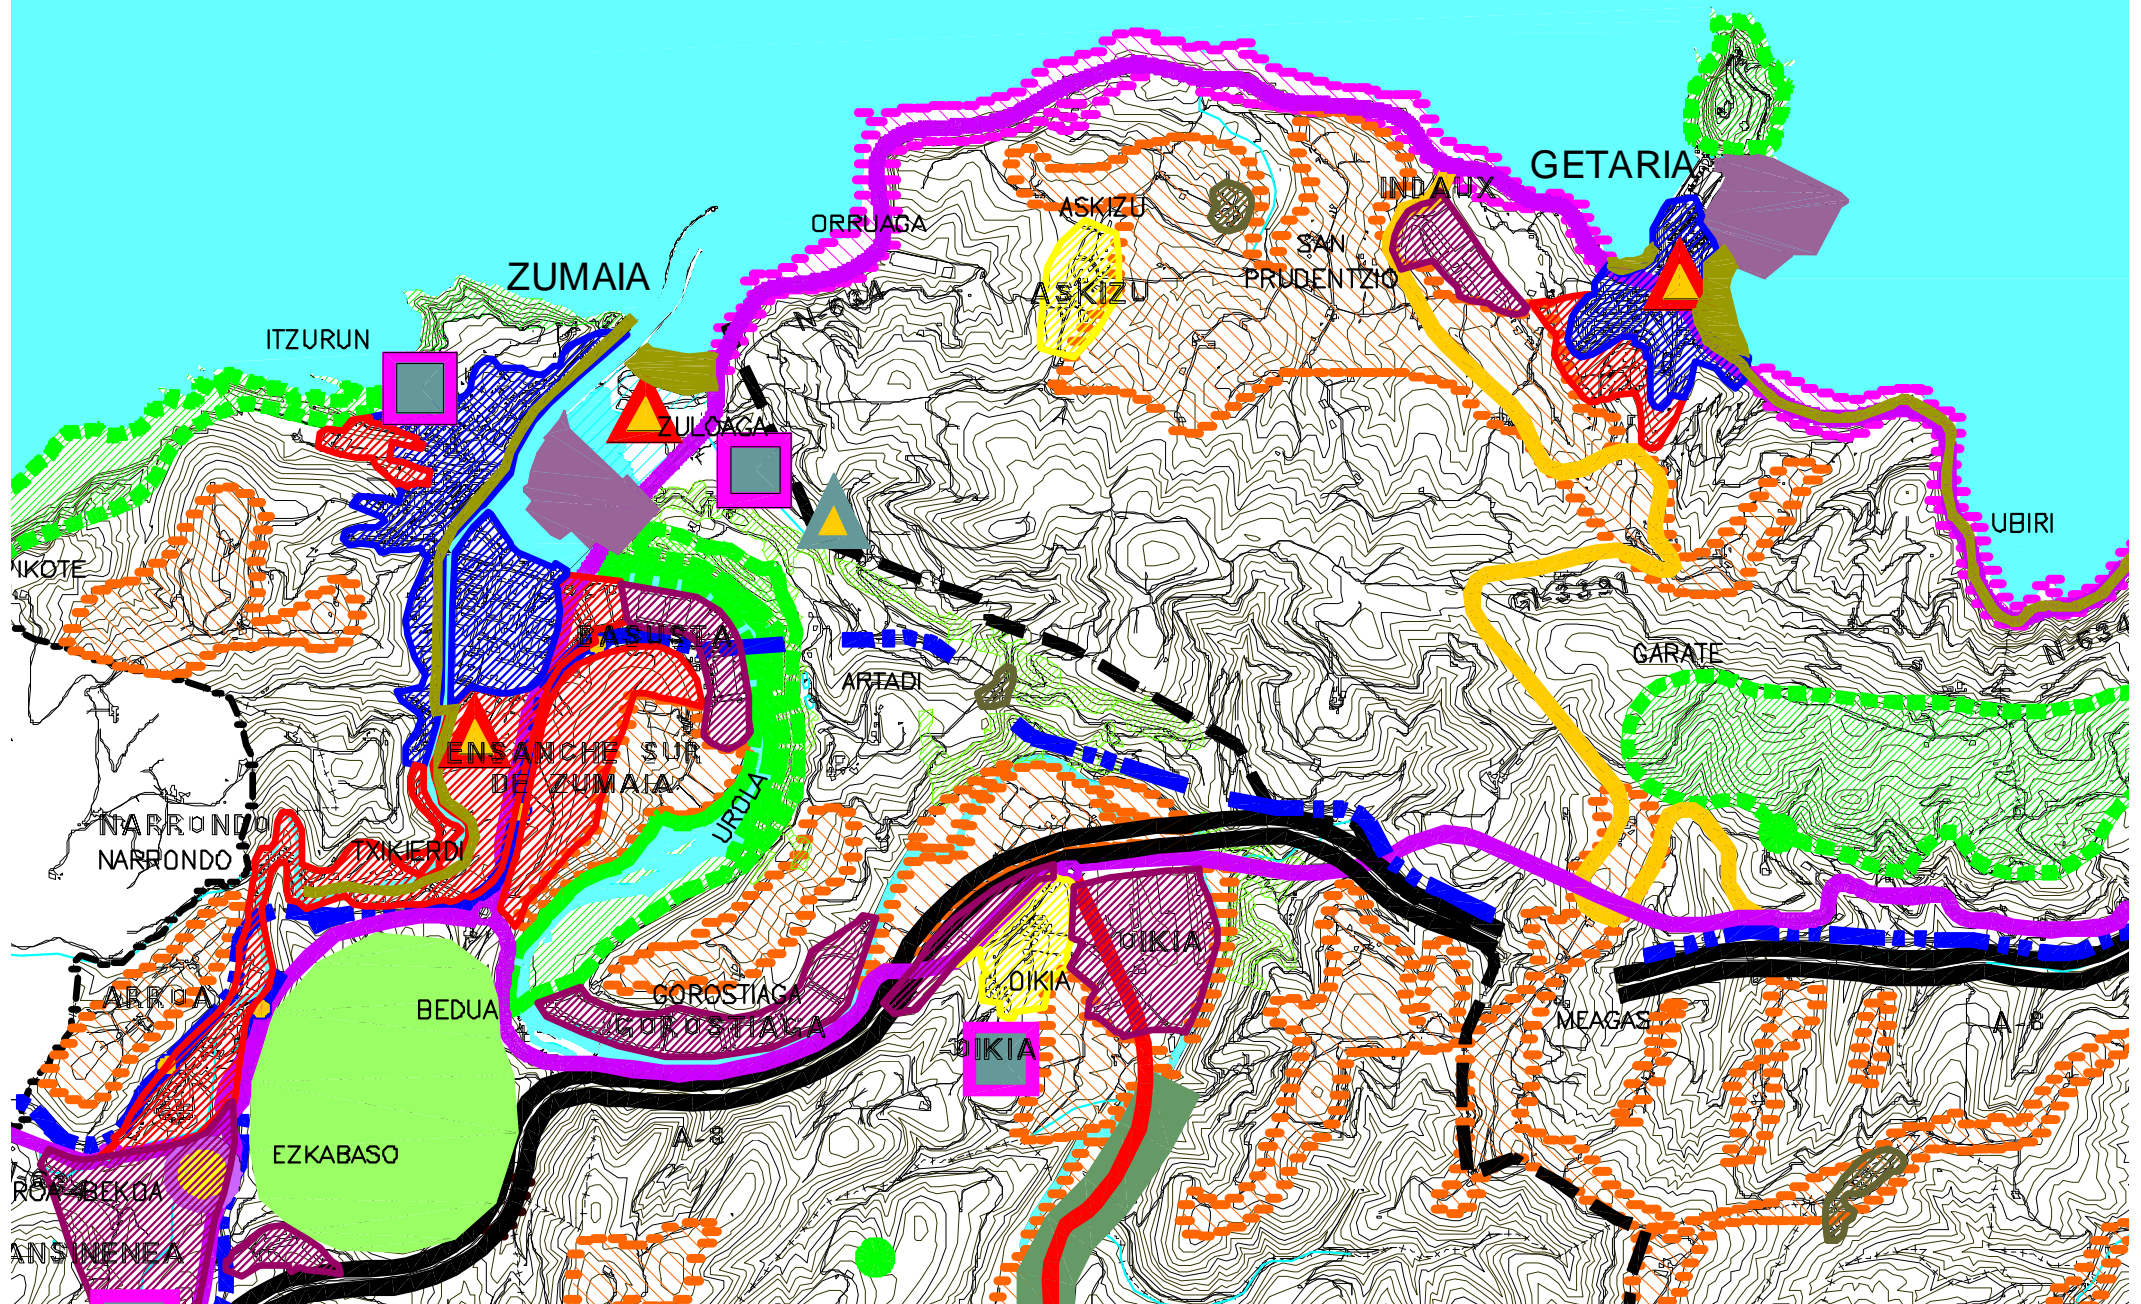 GETARIA
INDAUX
ASKIZU
ORRUAGA
SAN
PRUDENTZIO
ZUMAIA
ASKIZU
N-634
ITZURUN
ZULOAGA
UBIRI
GI-3391
BASUSTA
N-634
GARATE
ARTADI
ENSANCHE SUR
DE ZUMAIA
UROLA
NARRONDO
NARRONDO
TXIKIERDI
OIKIA
OIKIA
ARROA
GOROSTIAGA
BEDUA
GOROSTIAGA
MEAGAS
A-8
OIKIA
A-8
EZKABASO
ROA-BEKOA
ANSINENEA